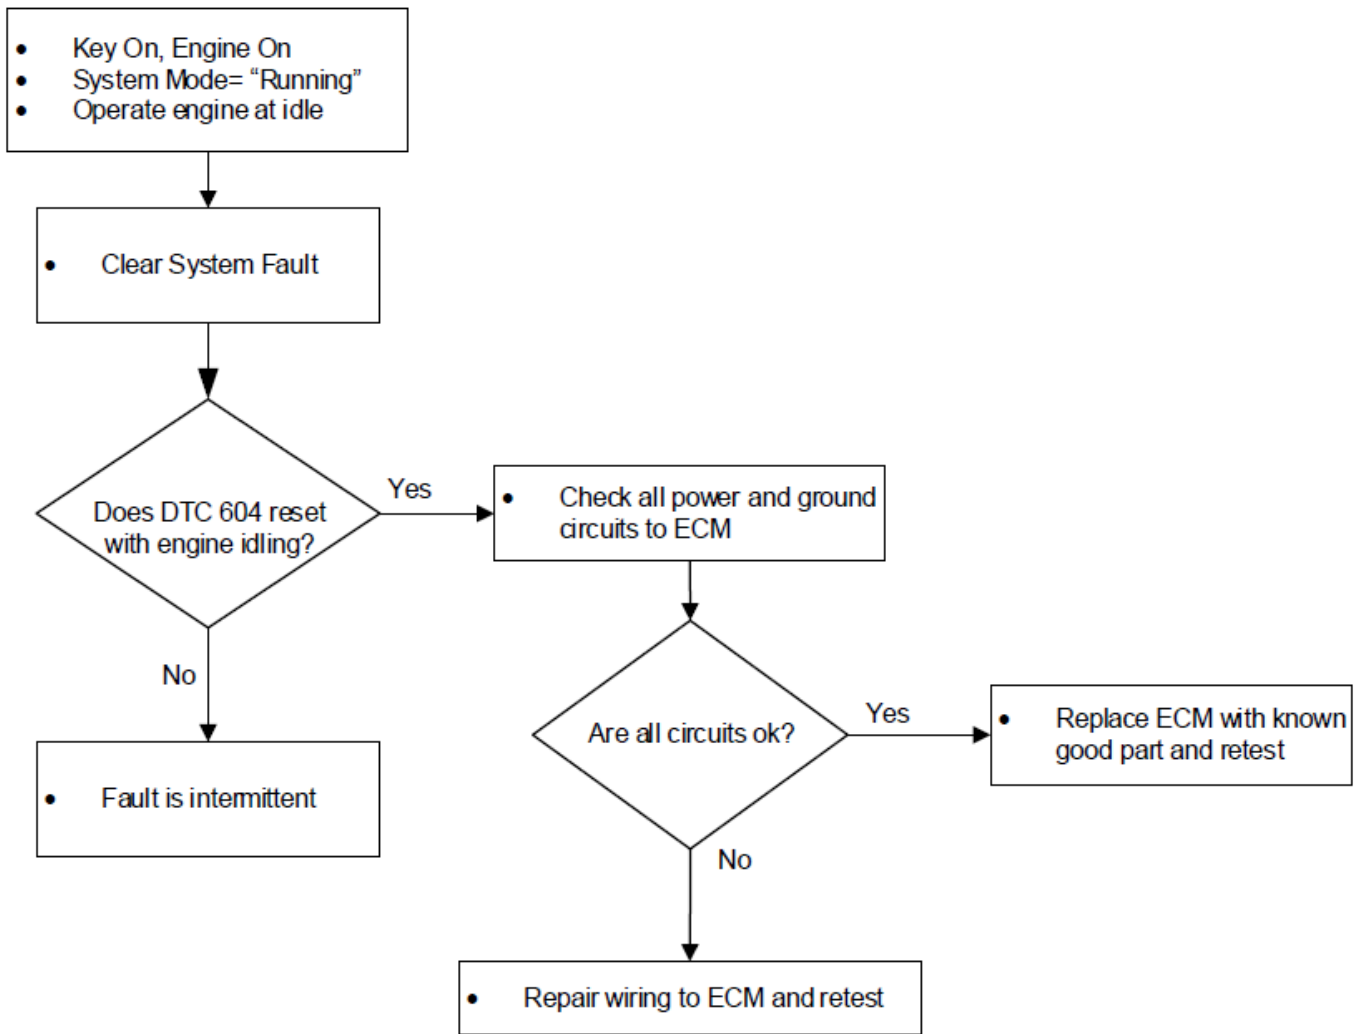 • Key On, Engine On
• System Mode= “Running”
• Operate engine at idle
• Clear System Fault
Does DTC 604 reset
with engine idling?
Yes
• Check all power and ground
circuits to ECM
No
• Fault is intermittent
Are all circuits ok?
Yes
• Replace ECM with known
good part and retest
No
• Repair wiring to ECM and retest